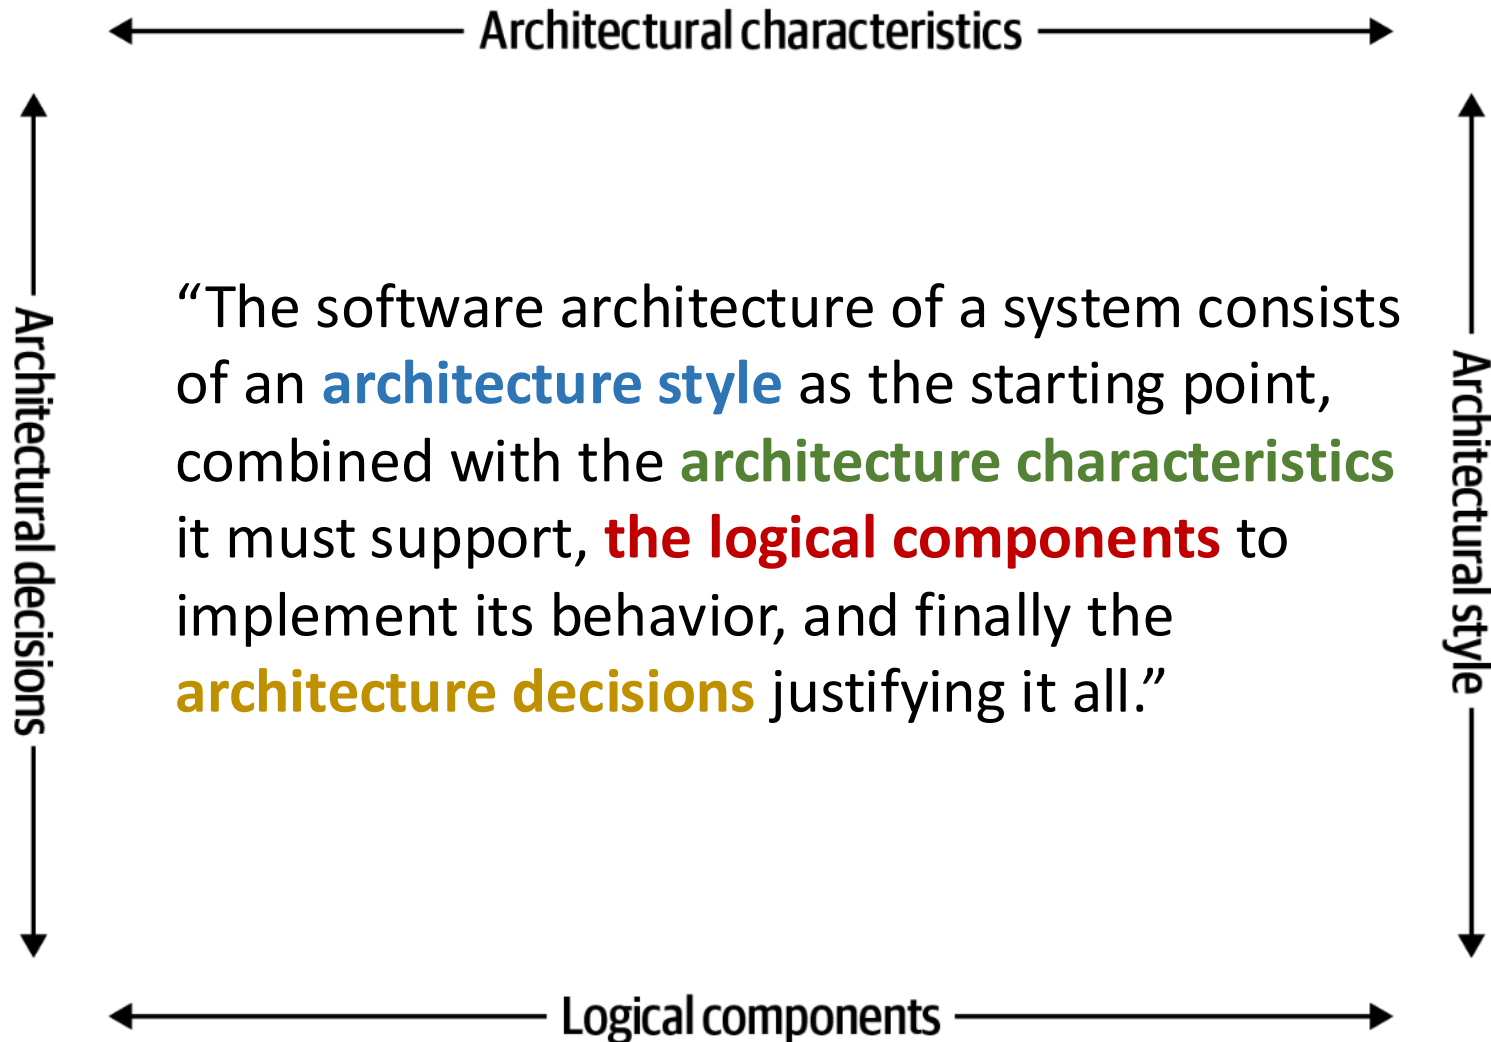 Architectural characteristics
Architectural decisions
“The software architecture of a system consists
of an architecture style as the starting point,
combined with the architecture characteristics
it must support, the logical components to
implement its behavior, and finally the
architecture decisions justifying it all.”
Architectural style
Logical components